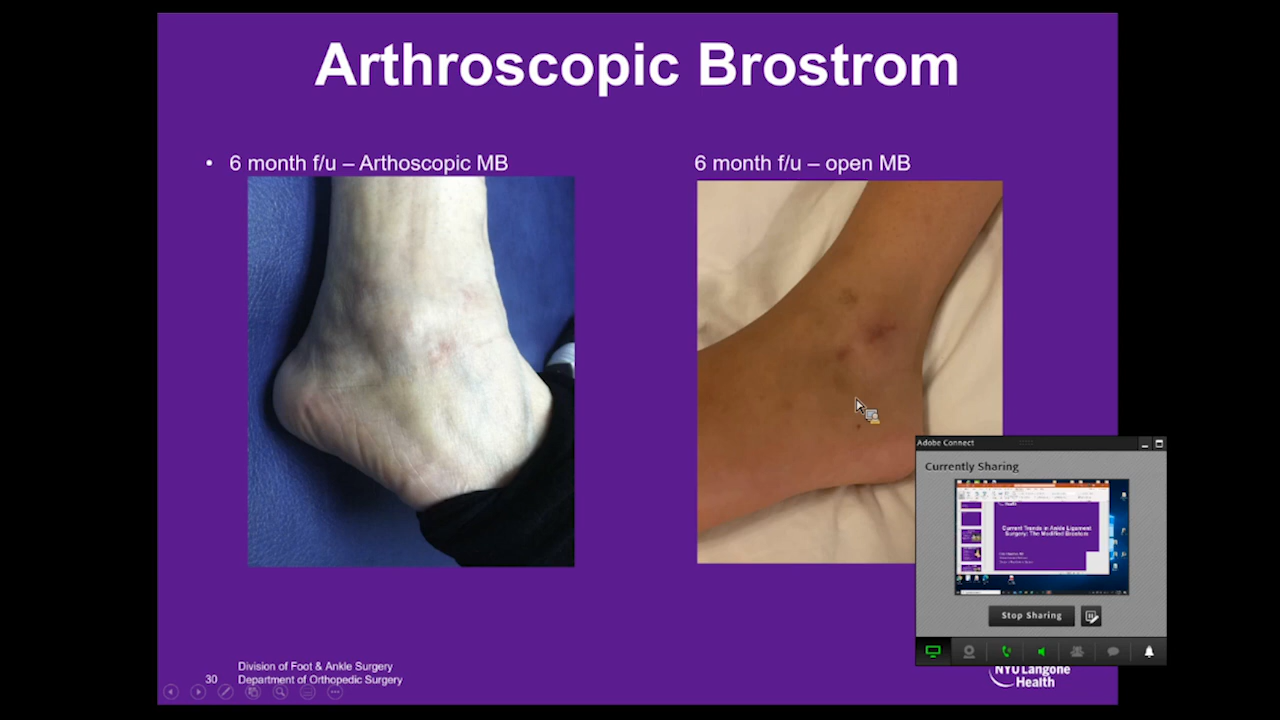 Arthroscopic Brostrom
• 6 month f/u – Arthoscopic MB
6 month f/u – open MB
Adobe Connect
Currently Sharing
Current Trends in Ankle Ligament
Surgery: The Modified Brostrom
Stop Sharing
30
Division of Foot & Ankle Surgery
Department of Orthopedic Surgery
NYU Langone
Health